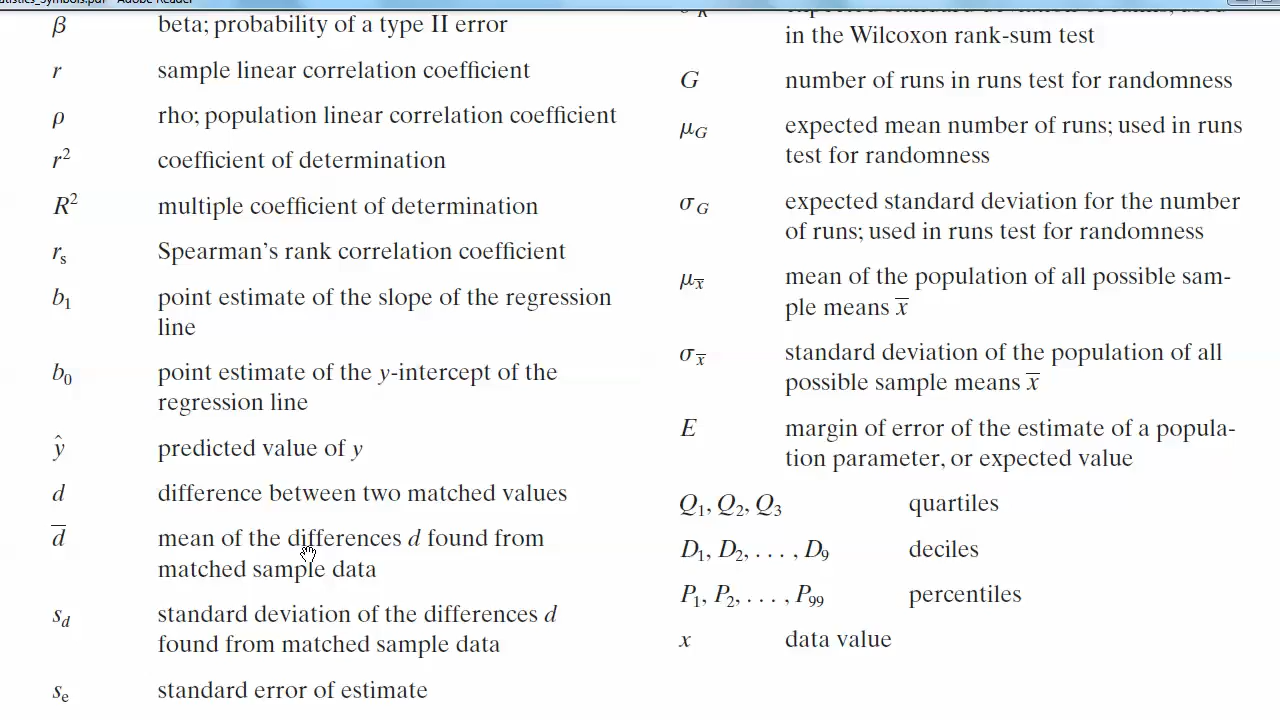 Adobe Reader
β beta; probability of a type II error
r sample linear correlation coefficient
ρ rho; population linear correlation coefficient
r² coefficient of determination
R² multiple coefficient of determination
rₛ Spearman’s rank correlation coefficient
b₁ point estimate of the slope of the regression
line
b₀ point estimate of the y-intercept of the
regression line
ŷ predicted value of y
d difference between two matched values
d̅ mean of the differences d found from
matched sample data
s_d standard deviation of the differences d
found from matched sample data
sₑ standard error of estimate
in the Wilcoxon rank-sum test
G number of runs in runs test for randomness
μ_G expected mean number of runs; used in runs
test for randomness
σ_G expected standard deviation for the number
of runs; used in runs test for randomness
μ_x̅ mean of the population of all possible sam-
ple means x̅
σ_x̅ standard deviation of the population of all
possible sample means x̅
E margin of error of the estimate of a popula-
tion parameter, or expected value
Q₁, Q₂, Q₃ quartiles
D₁, D₂, . . . , D₉ deciles
P₁, P₂, . . . , P₉₉ percentiles
x data value